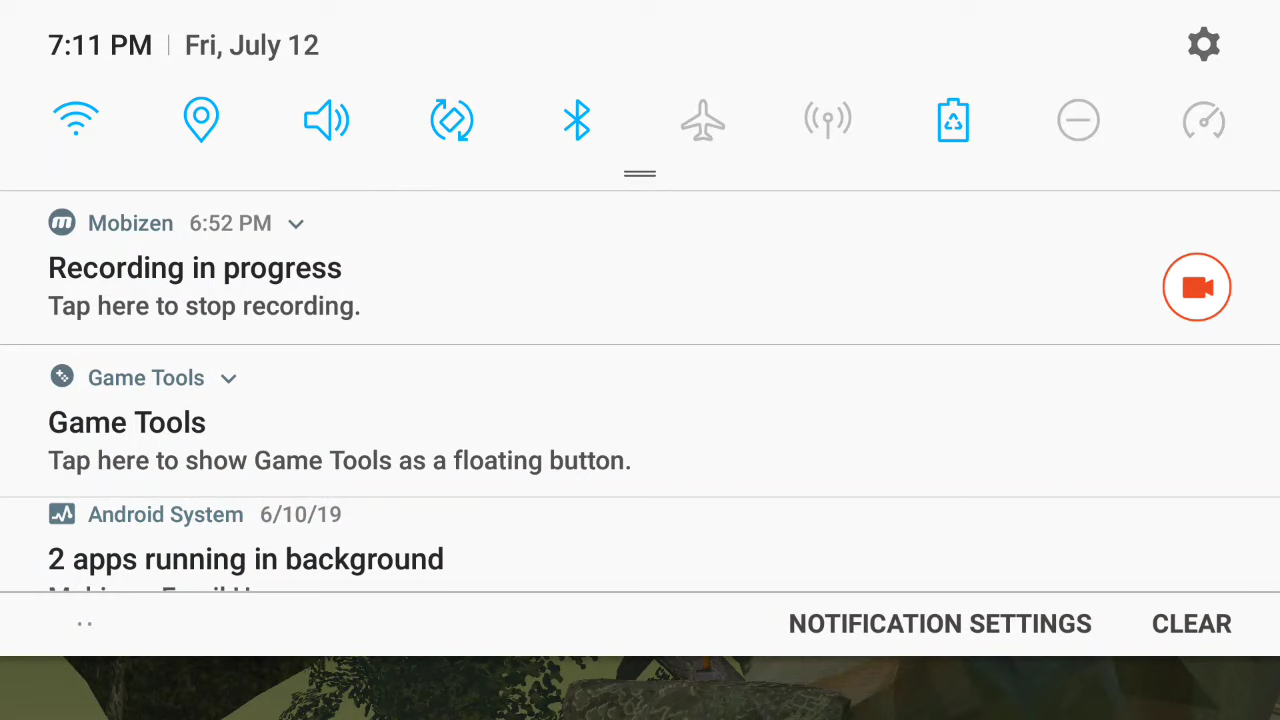 7:11 PM | Fri, July 12
Mobizen 6:52 PM
Recording in progress
Tap here to stop recording.
Game Tools
Game Tools
Tap here to show Game Tools as a floating button.
Android System 6/10/19
2 apps running in background
NOTIFICATION SETTINGS CLEAR